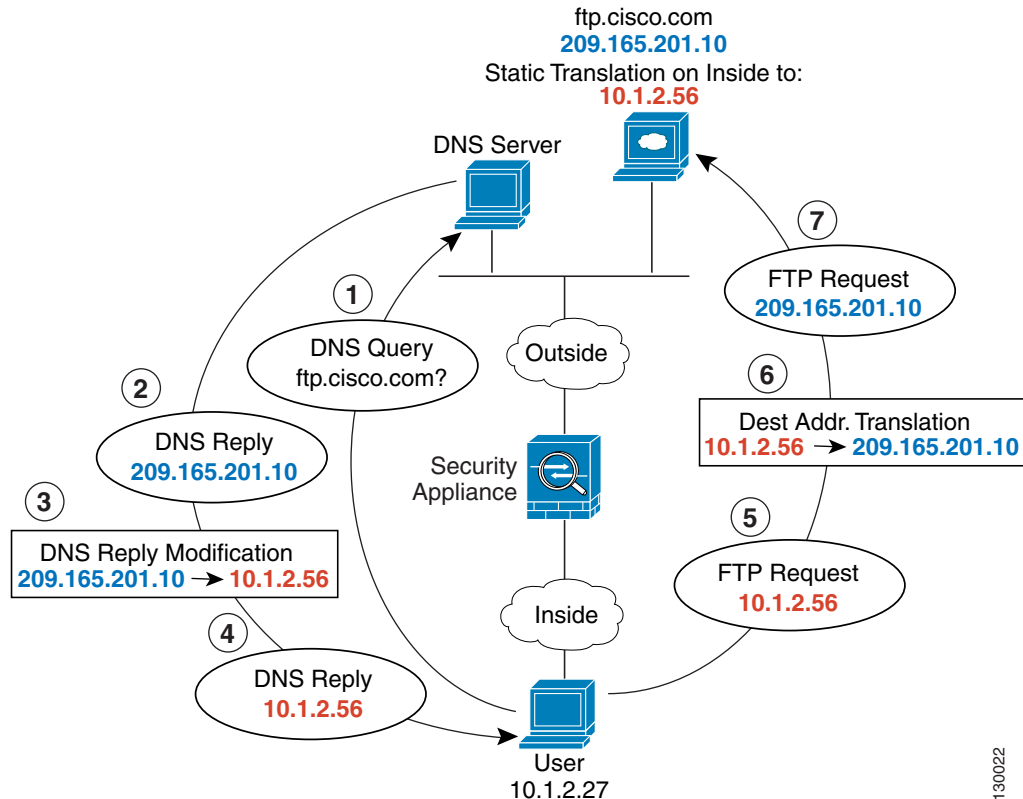 ftp.cisco.com
209.165.201.10
Static Translation on Inside to:
10.1.2.56
DNS Server
7
FTP Request
209.165.201.10
1
DNS Query
ftp.cisco.com?
Outside
2
DNS Reply
209.165.201.10
6
Dest Addr. Translation
10.1.2.56 → 209.165.201.10
Security
Appliance
3
DNS Reply Modification
209.165.201.10 → 10.1.2.56
5
FTP Request
10.1.2.56
Inside
4
DNS Reply
10.1.2.56
User
10.1.2.27
130022